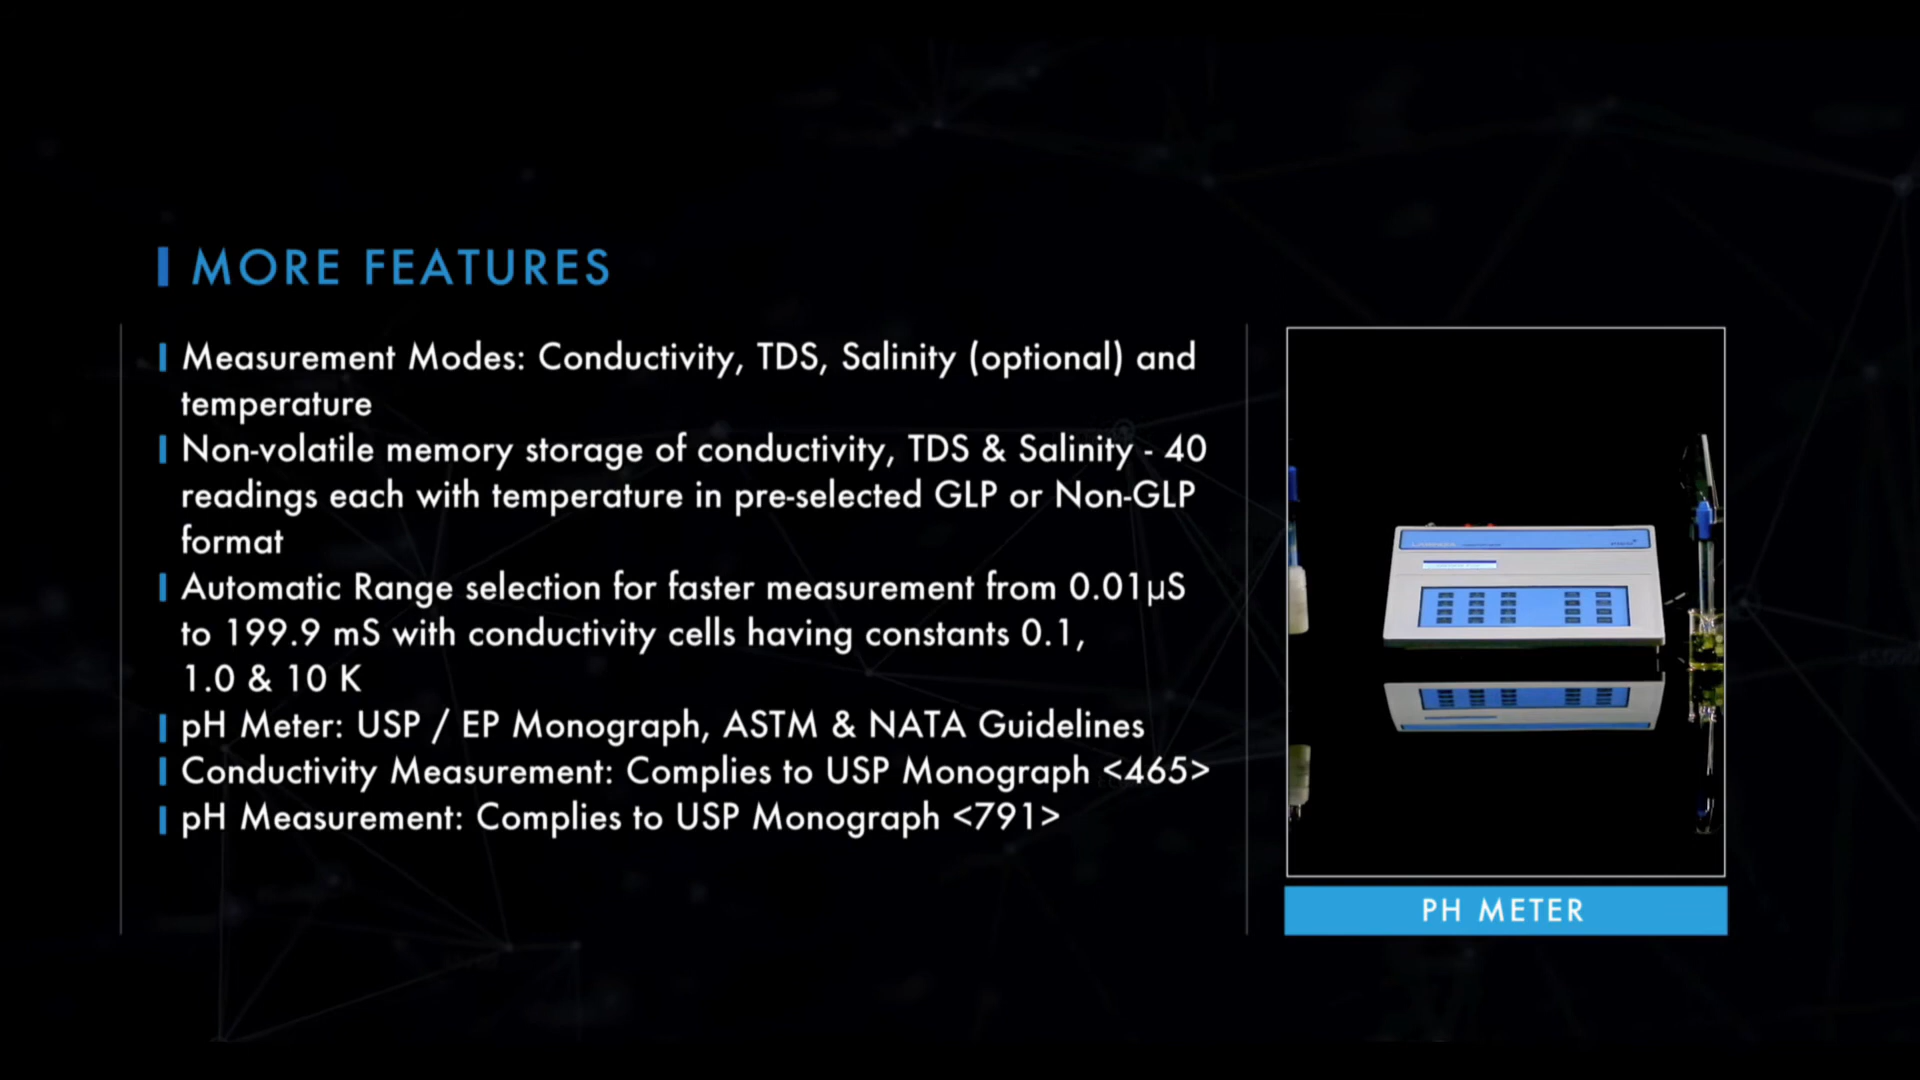 MORE FEATURES
Measurement Modes: Conductivity, TDS, Salinity (optional) and
temperature
Non-volatile memory storage of conductivity, TDS & Salinity - 40
readings each with temperature in pre-selected GLP or Non-GLP
format
Automatic Range selection for faster measurement from 0.01µS
to 199.9 mS with conductivity cells having constants 0.1,
1.0 & 10 K
pH Meter: USP / EP Monograph, ASTM & NATA Guidelines
Conductivity Measurement: Complies to USP Monograph <465>
pH Measurement: Complies to USP Monograph <791>
PH METER